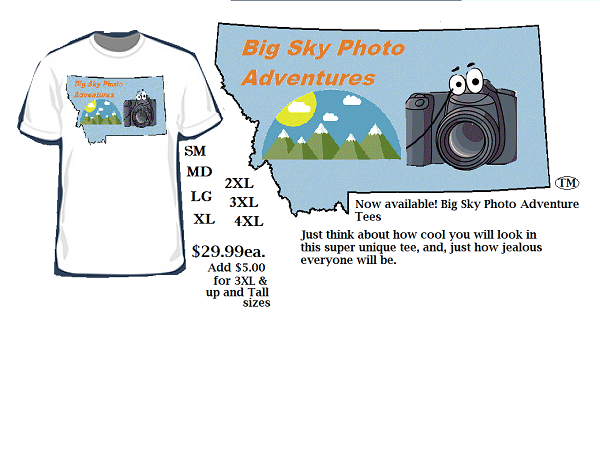 Big Sky Photo
Adventures
Big Sky Photo
Adventures
SM
MD
LG
XL
2XL
3XL
4XL
$29.99ea.
Add $5.00
for 3XL &
up and Tall
sizes
TM
Now available! Big Sky Photo Adventure
Tees
Just think about how cool you will look in
this super unique tee, and, just how jealous
everyone will be.